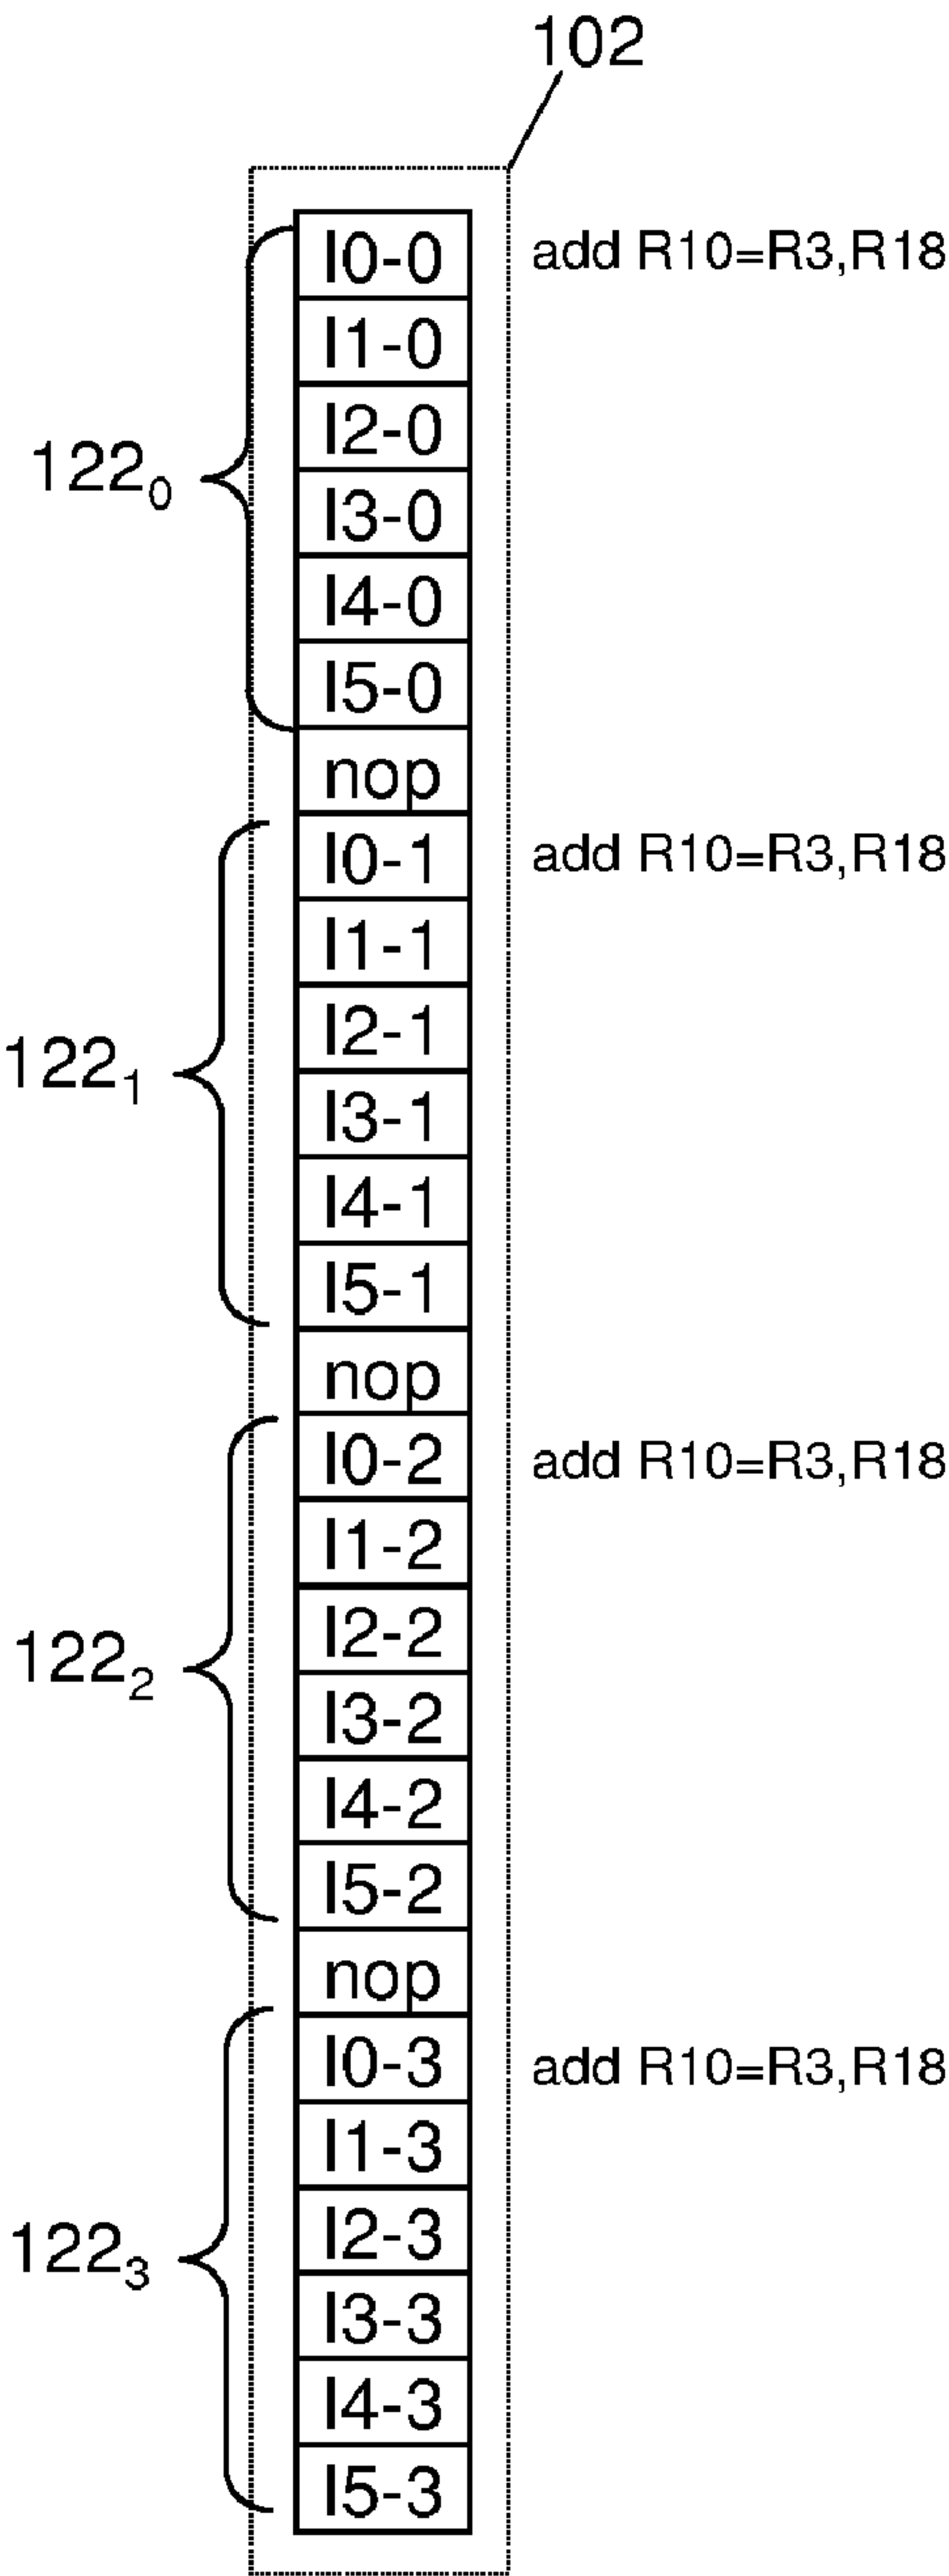 102
I0-0 add R10=R3,R18
I1-0
I2-0
122₀ I3-0
I4-0
I5-0
nop
I0-1 add R10=R3,R18
I1-1
I2-1
122₁ I3-1
I4-1
I5-1
nop
I0-2 add R10=R3,R18
I1-2
I2-2
122₂ I3-2
I4-2
I5-2
nop
I0-3 add R10=R3,R18
I1-3
I2-3
122₃ I3-3
I4-3
I5-3